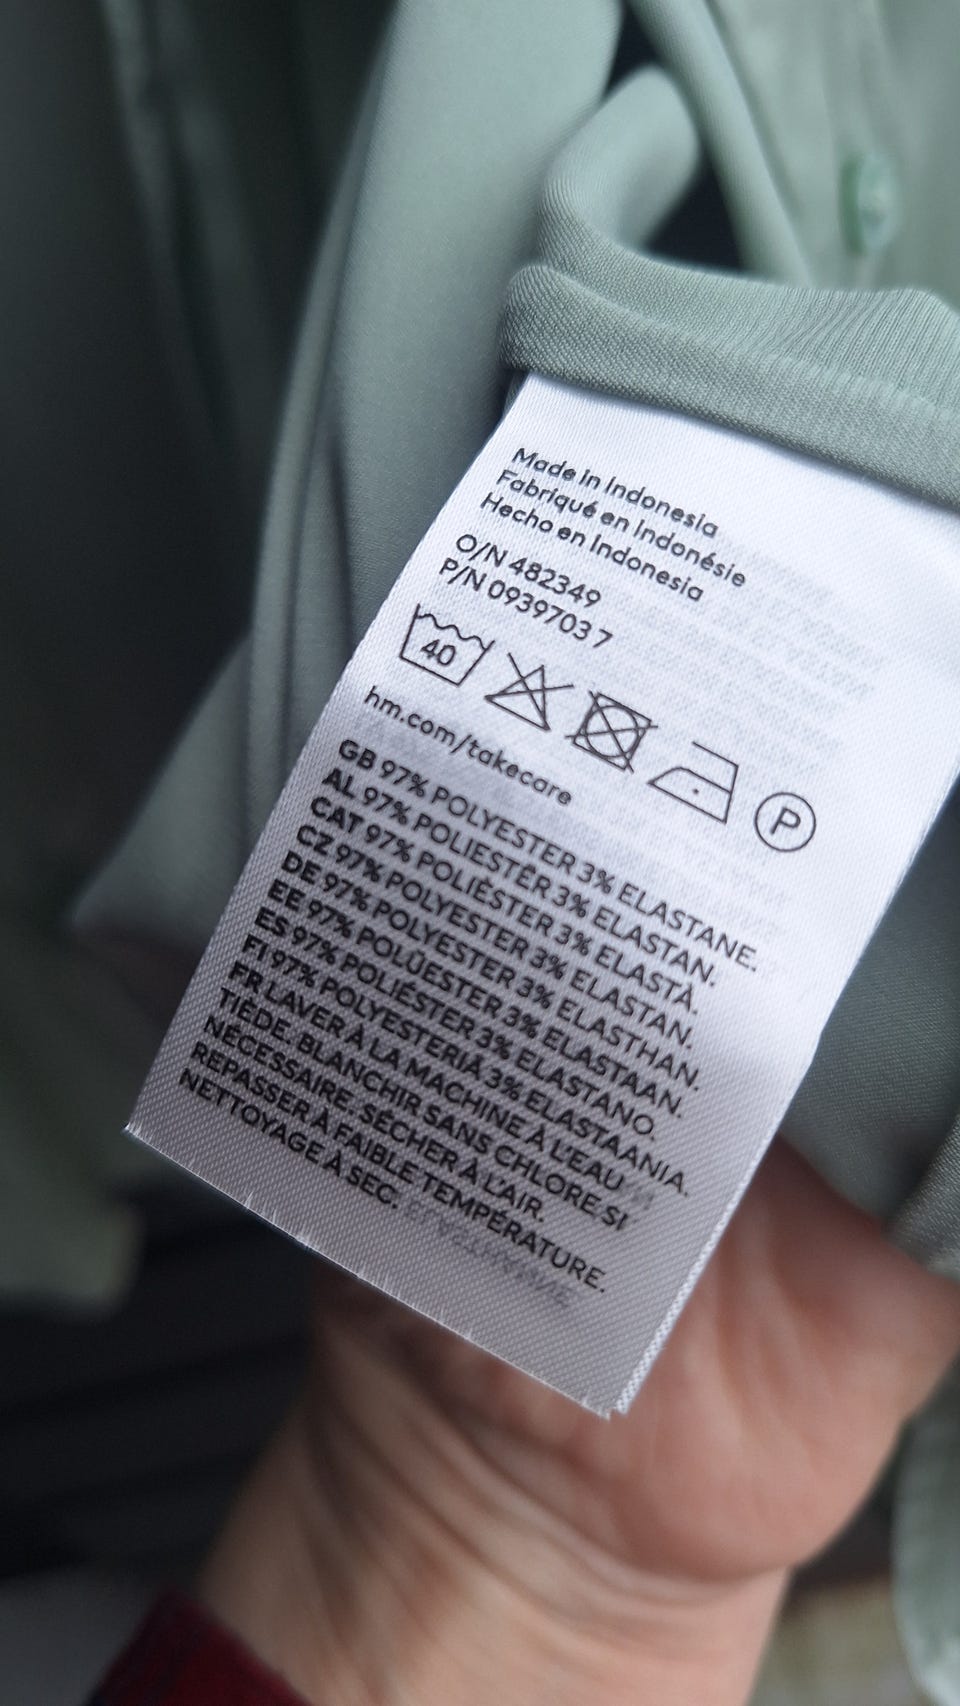 Made in Indonesia
Fabriqué en Indonésie
Hecho en Indonesia
O/N 482349
P/N 0939703 7
40 P
hm.com/takecare
GB 97% POLYESTER 3% ELASTANE.
AL 97% POLIESTËR 3% ELASTAN.
CAT 97% POLIÈSTER 3% ELASTÀ.
CZ 97% POLYESTER 3% ELASTAN.
DE 97% POLYESTER 3% ELASTHAN.
EE 97% POLÜESTER 3% ELASTAAN.
ES 97% POLIÉSTER 3% ELASTANO.
FI 97% POLYESTERIÄ 3% ELASTAANIA.
FR LAVER À LA MACHINE À L'EAU
TIÈDE. BLANCHIR SANS CHLORE SI
NÉCESSAIRE. SÉCHER À L'AIR.
REPASSER À FAIBLE TEMPÉRATURE.
NETTOYAGE À SEC.